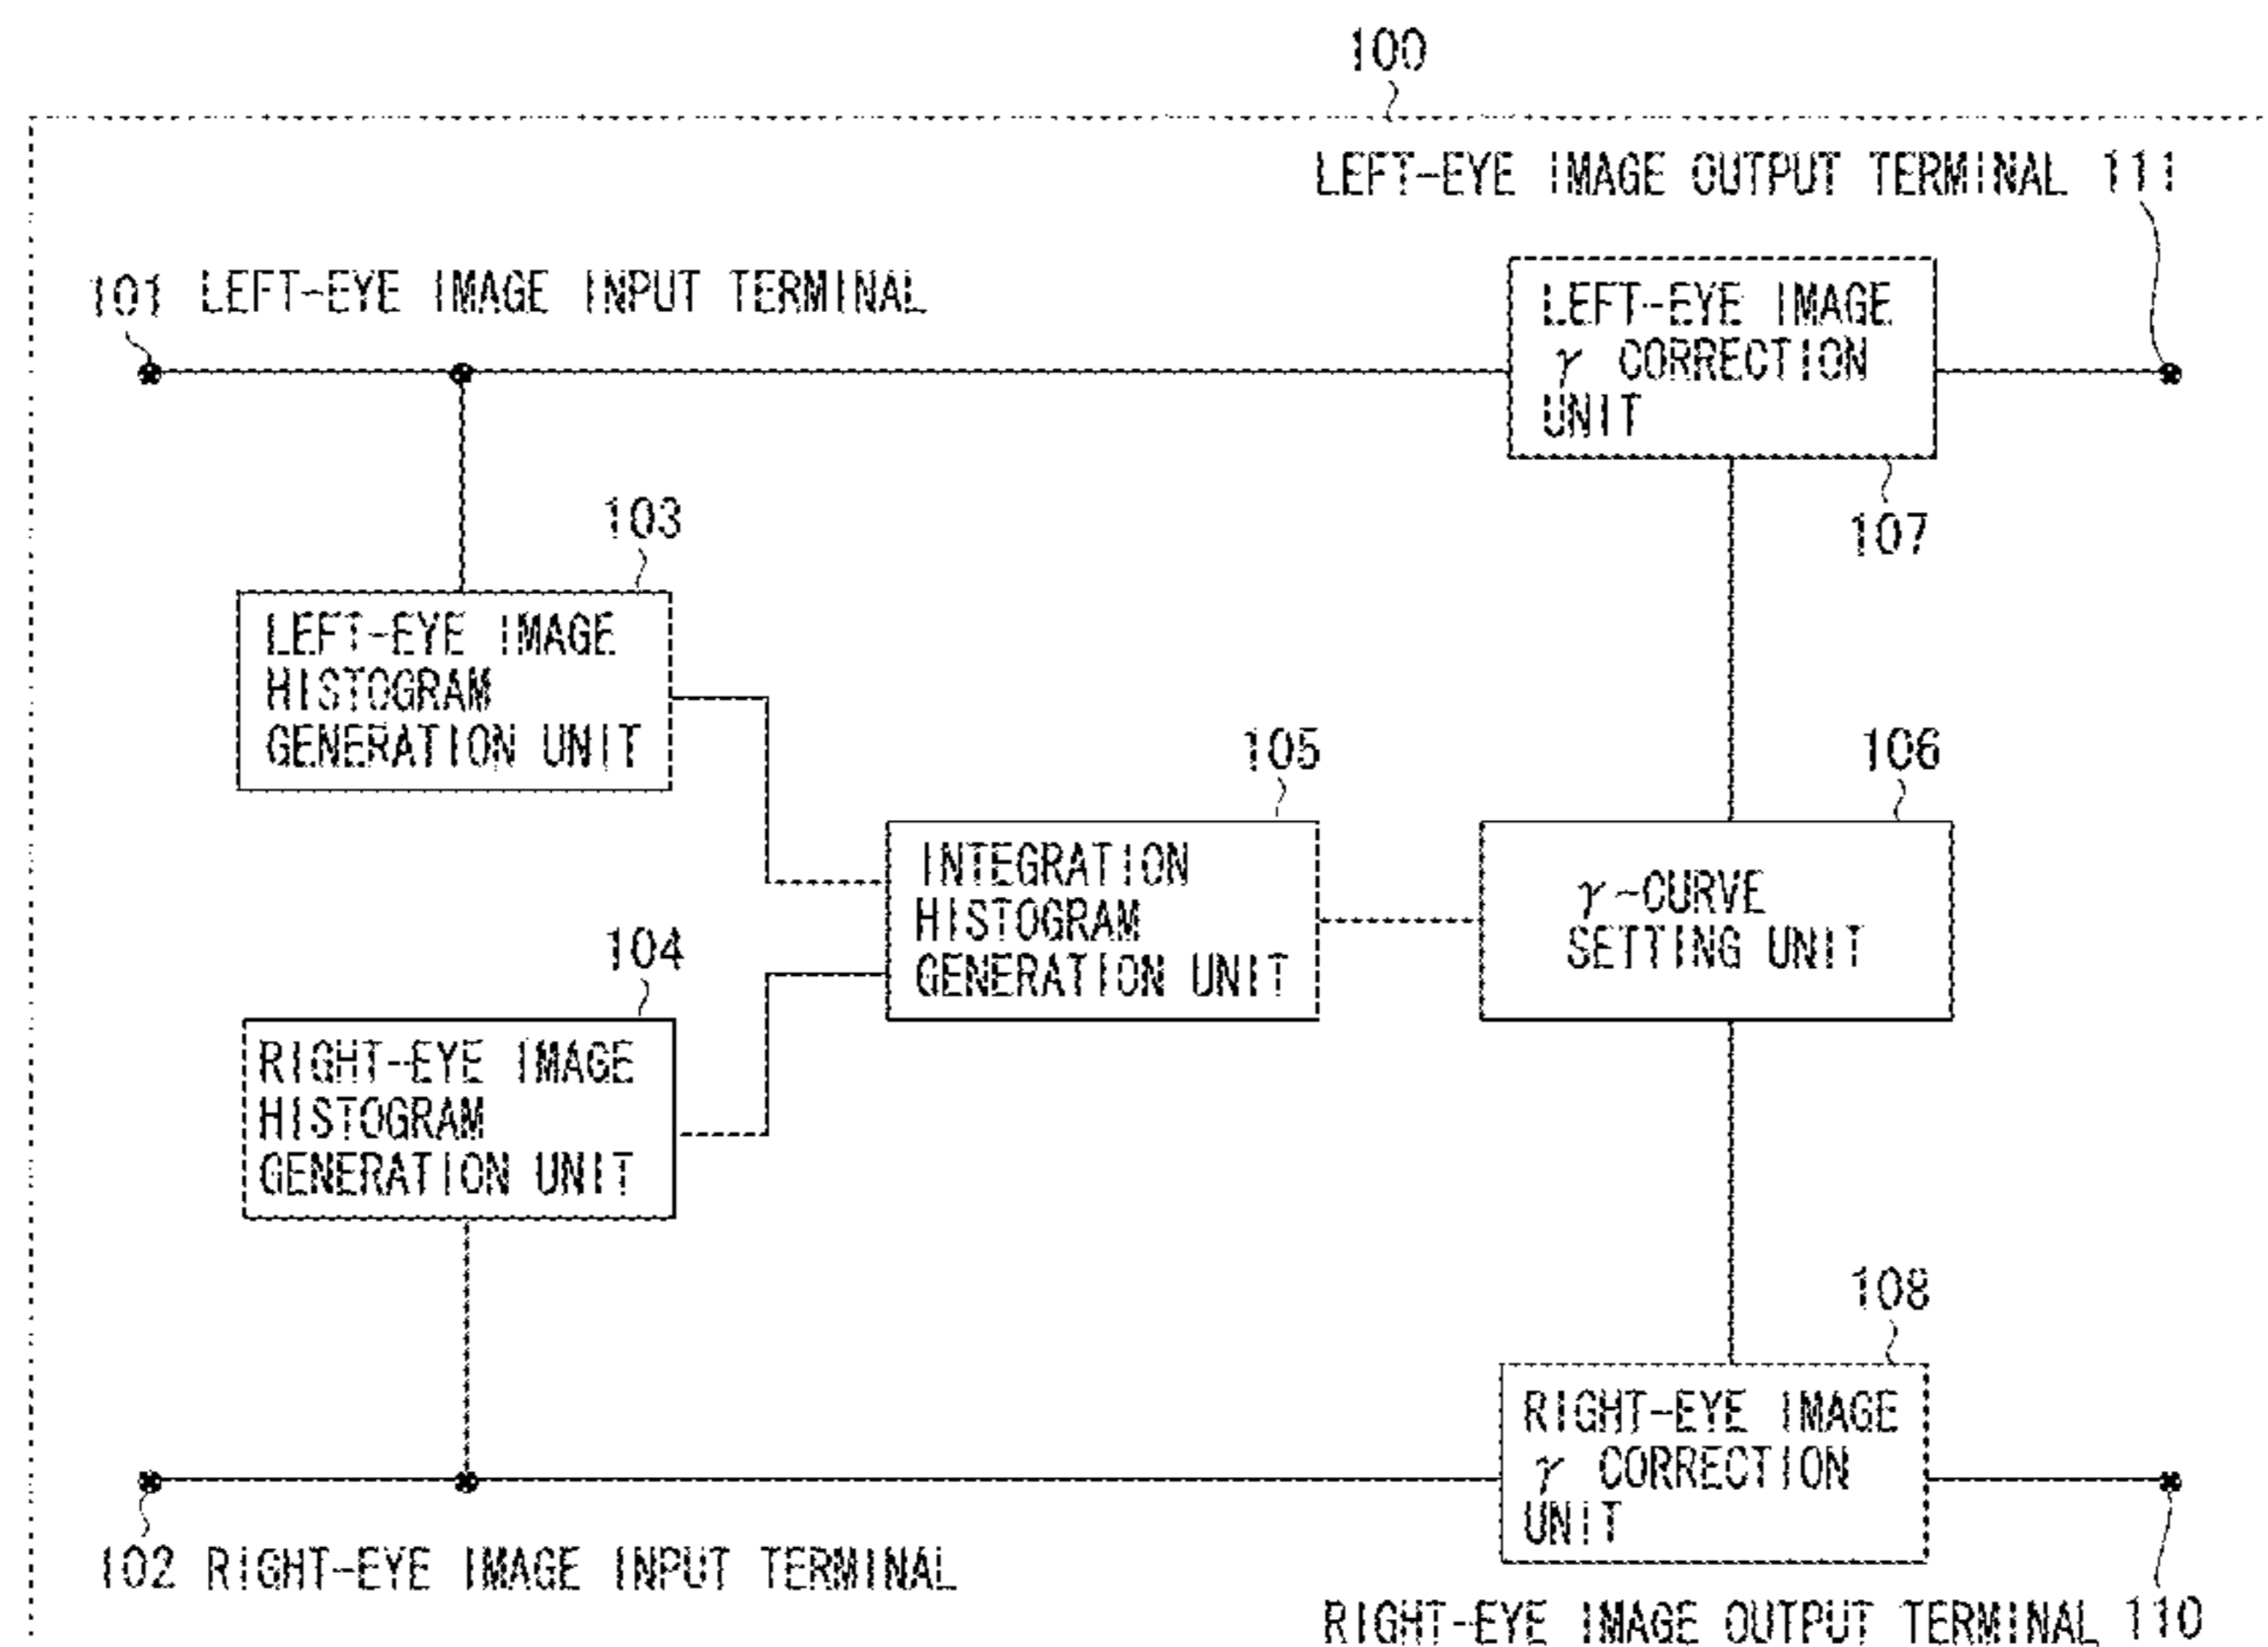 100
LEFT-EYE IMAGE OUTPUT TERMINAL 111
101 LEFT-EYE IMAGE INPUT TERMINAL
LEFT-EYE IMAGE
γ CORRECTION
UNIT
107
103
LEFT-EYE IMAGE
HISTOGRAM
GENERATION UNIT
105
INTEGRATION
HISTOGRAM
GENERATION UNIT
106
γ-CURVE
SETTING UNIT
104
RIGHT-EYE IMAGE
HISTOGRAM
GENERATION UNIT
108
RIGHT-EYE IMAGE
γ CORRECTION
UNIT
102 RIGHT-EYE IMAGE INPUT TERMINAL
RIGHT-EYE IMAGE OUTPUT TERMINAL 110